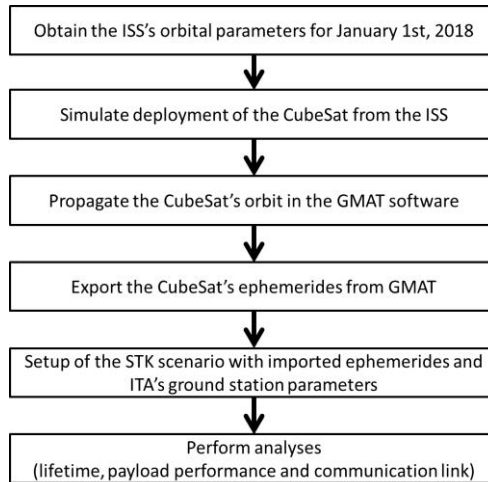 Obtain the ISS's orbital parameters for January 1st, 2018
Simulate deployment of the CubeSat from the ISS
Propagate the CubeSat's orbit in the GMAT software
Export the CubeSat's ephemerides from GMAT
Setup of the STK scenario with imported ephemerides and
ITA's ground station parameters
Perform analyses
(lifetime, payload performance and communication link)